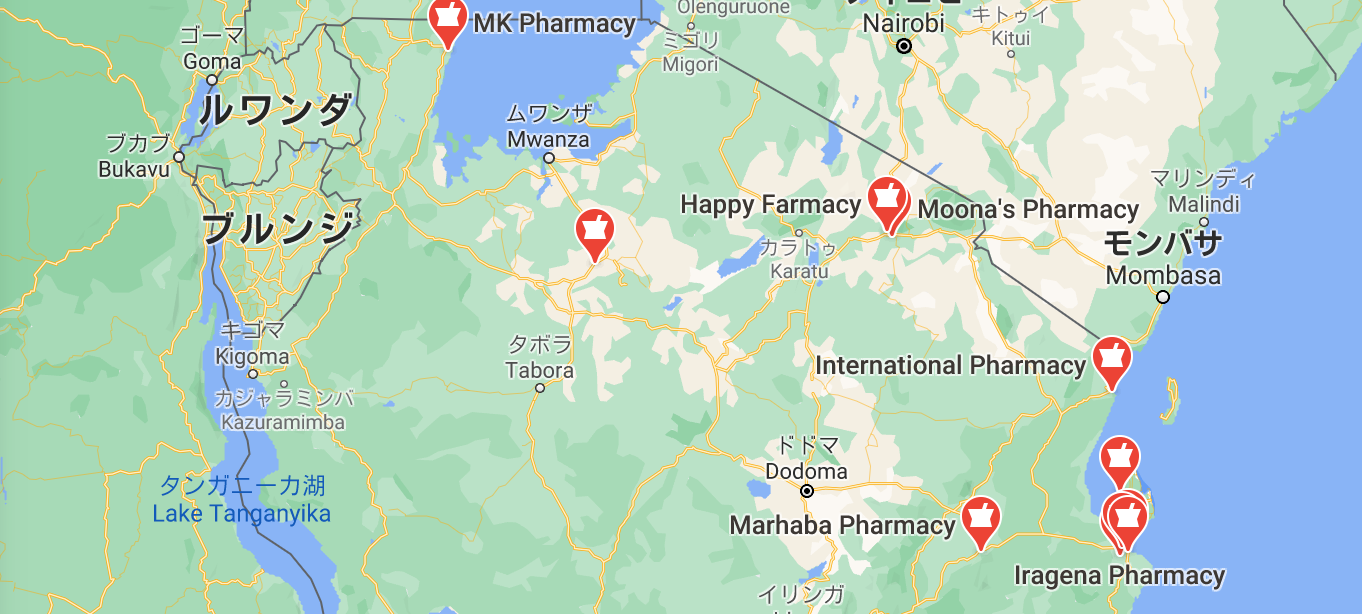 Olenguruone
Nairobi
キトゥイ
Kitui
MK Pharmacy
ミゴリ
Migori
ゴーマ
Goma
ルワンダ
ムワンザ
Mwanza
ブカブ
Bukavu
マリンディ
Malindi
Happy Farmacy
Moona's Pharmacy
ブルンジ
カラトゥ
Karatu
モンバサ
Mombasa
キゴマ
Kigoma
タボラ
Tabora
International Pharmacy
カジャラミンバ
Kazuramimba
ドドマ
Dodoma
タンガニーカ湖
Lake Tanganyika
Marhaba Pharmacy
Iragena Pharmacy
イリンガ